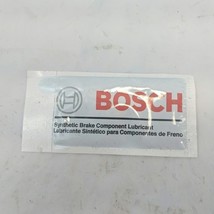 BOSCH
Synthetic Brake Component Lubricant
Lubricante Sintético para Componentes de Freno